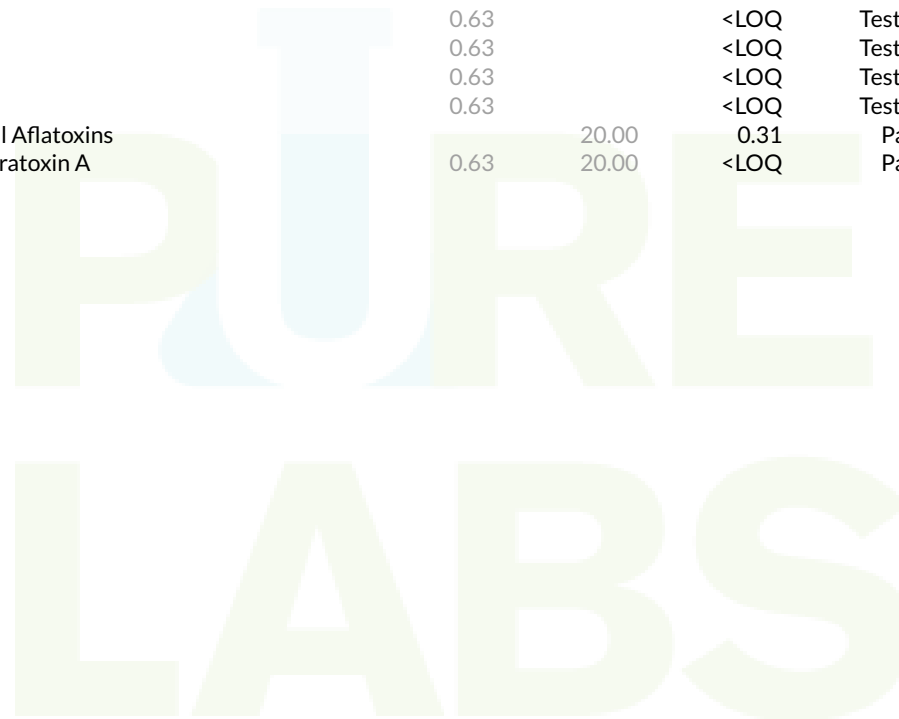 0.63 <LOQ Test
0.63 <LOQ Test
0.63 <LOQ Test
0.63 <LOQ Test
l Aflatoxins 20.00 0.31 Pa
ratoxin A 0.63 20.00 <LOQ Pa
PURE
LABS